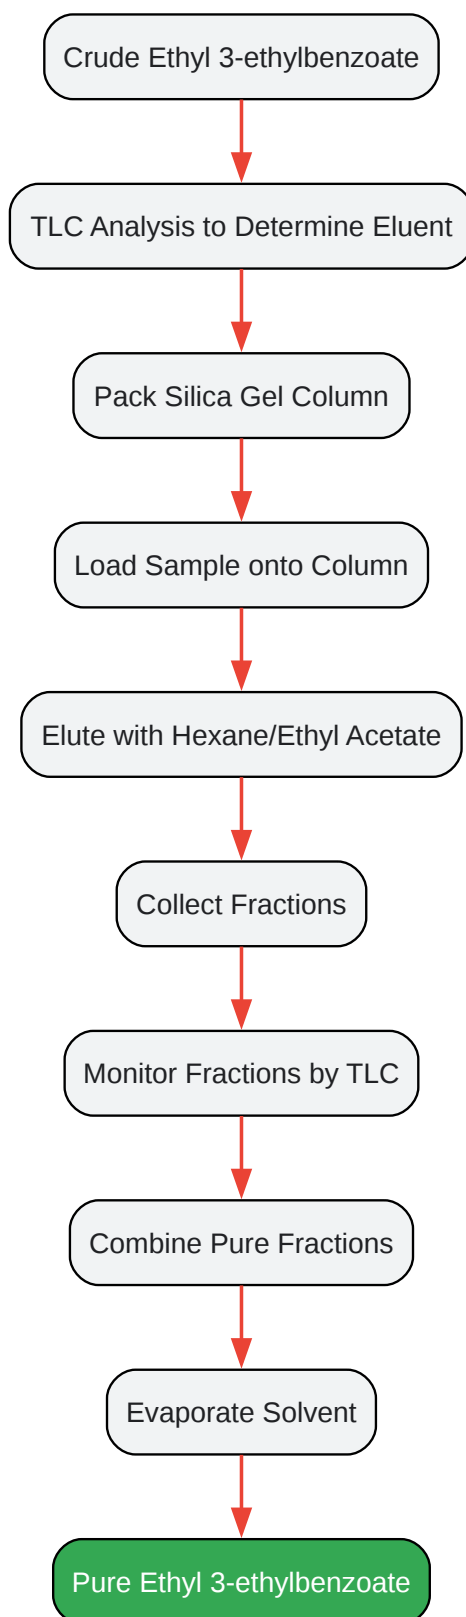 Crude Ethyl 3-ethylbenzoate
TLC Analysis to Determine Eluent
Pack Silica Gel Column
Load Sample onto Column
Elute with Hexane/Ethyl Acetate
Collect Fractions
Monitor Fractions by TLC
Combine Pure Fractions
Evaporate Solvent
Pure Ethyl 3-ethylbenzoate